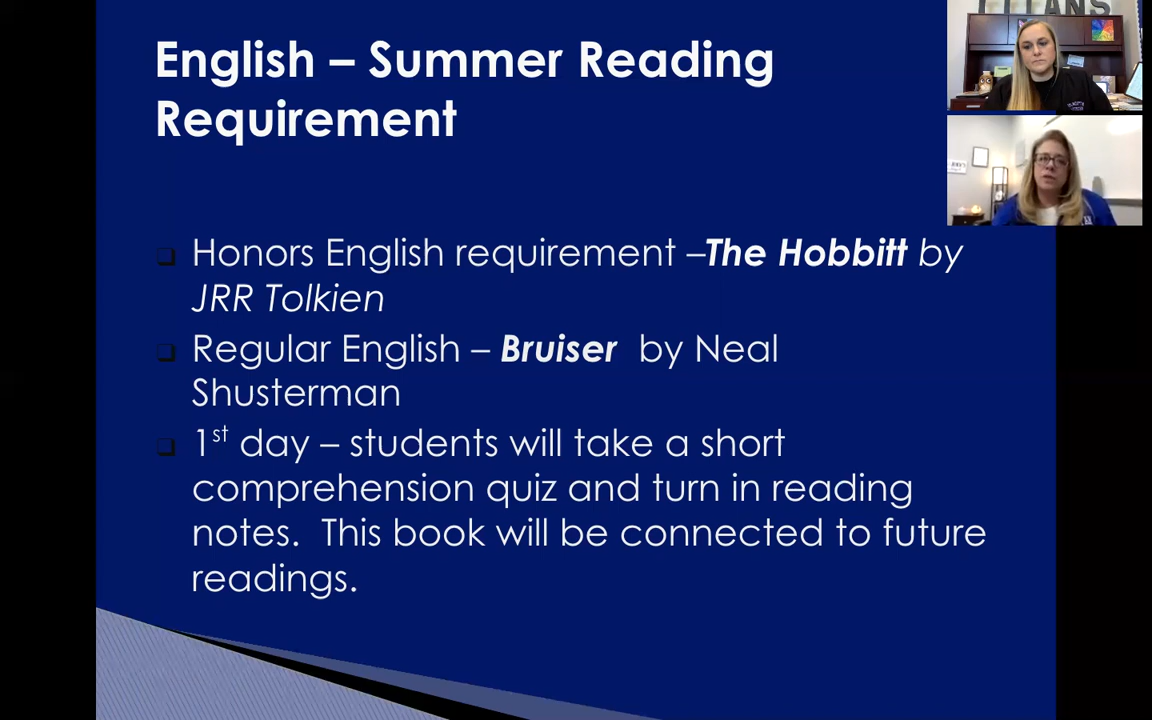 English – Summer Reading
Requirement
TITANS
Honors English requirement –The Hobbitt by
JRR Tolkien
Regular English – Bruiser by Neal
Shusterman
1st day – students will take a short
comprehension quiz and turn in reading
notes. This book will be connected to future
readings.